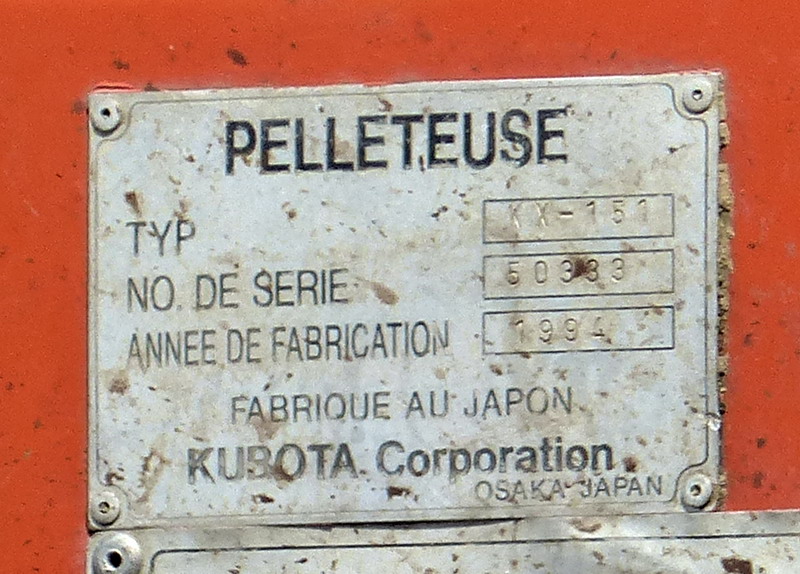 PELLETEUSE
TYP KX-151
NO. DE SERIE 50333
ANNEE DE FABRICATION 1994
FABRIQUE AU JAPON
KUBOTA Corporation
OSAKA JAPAN